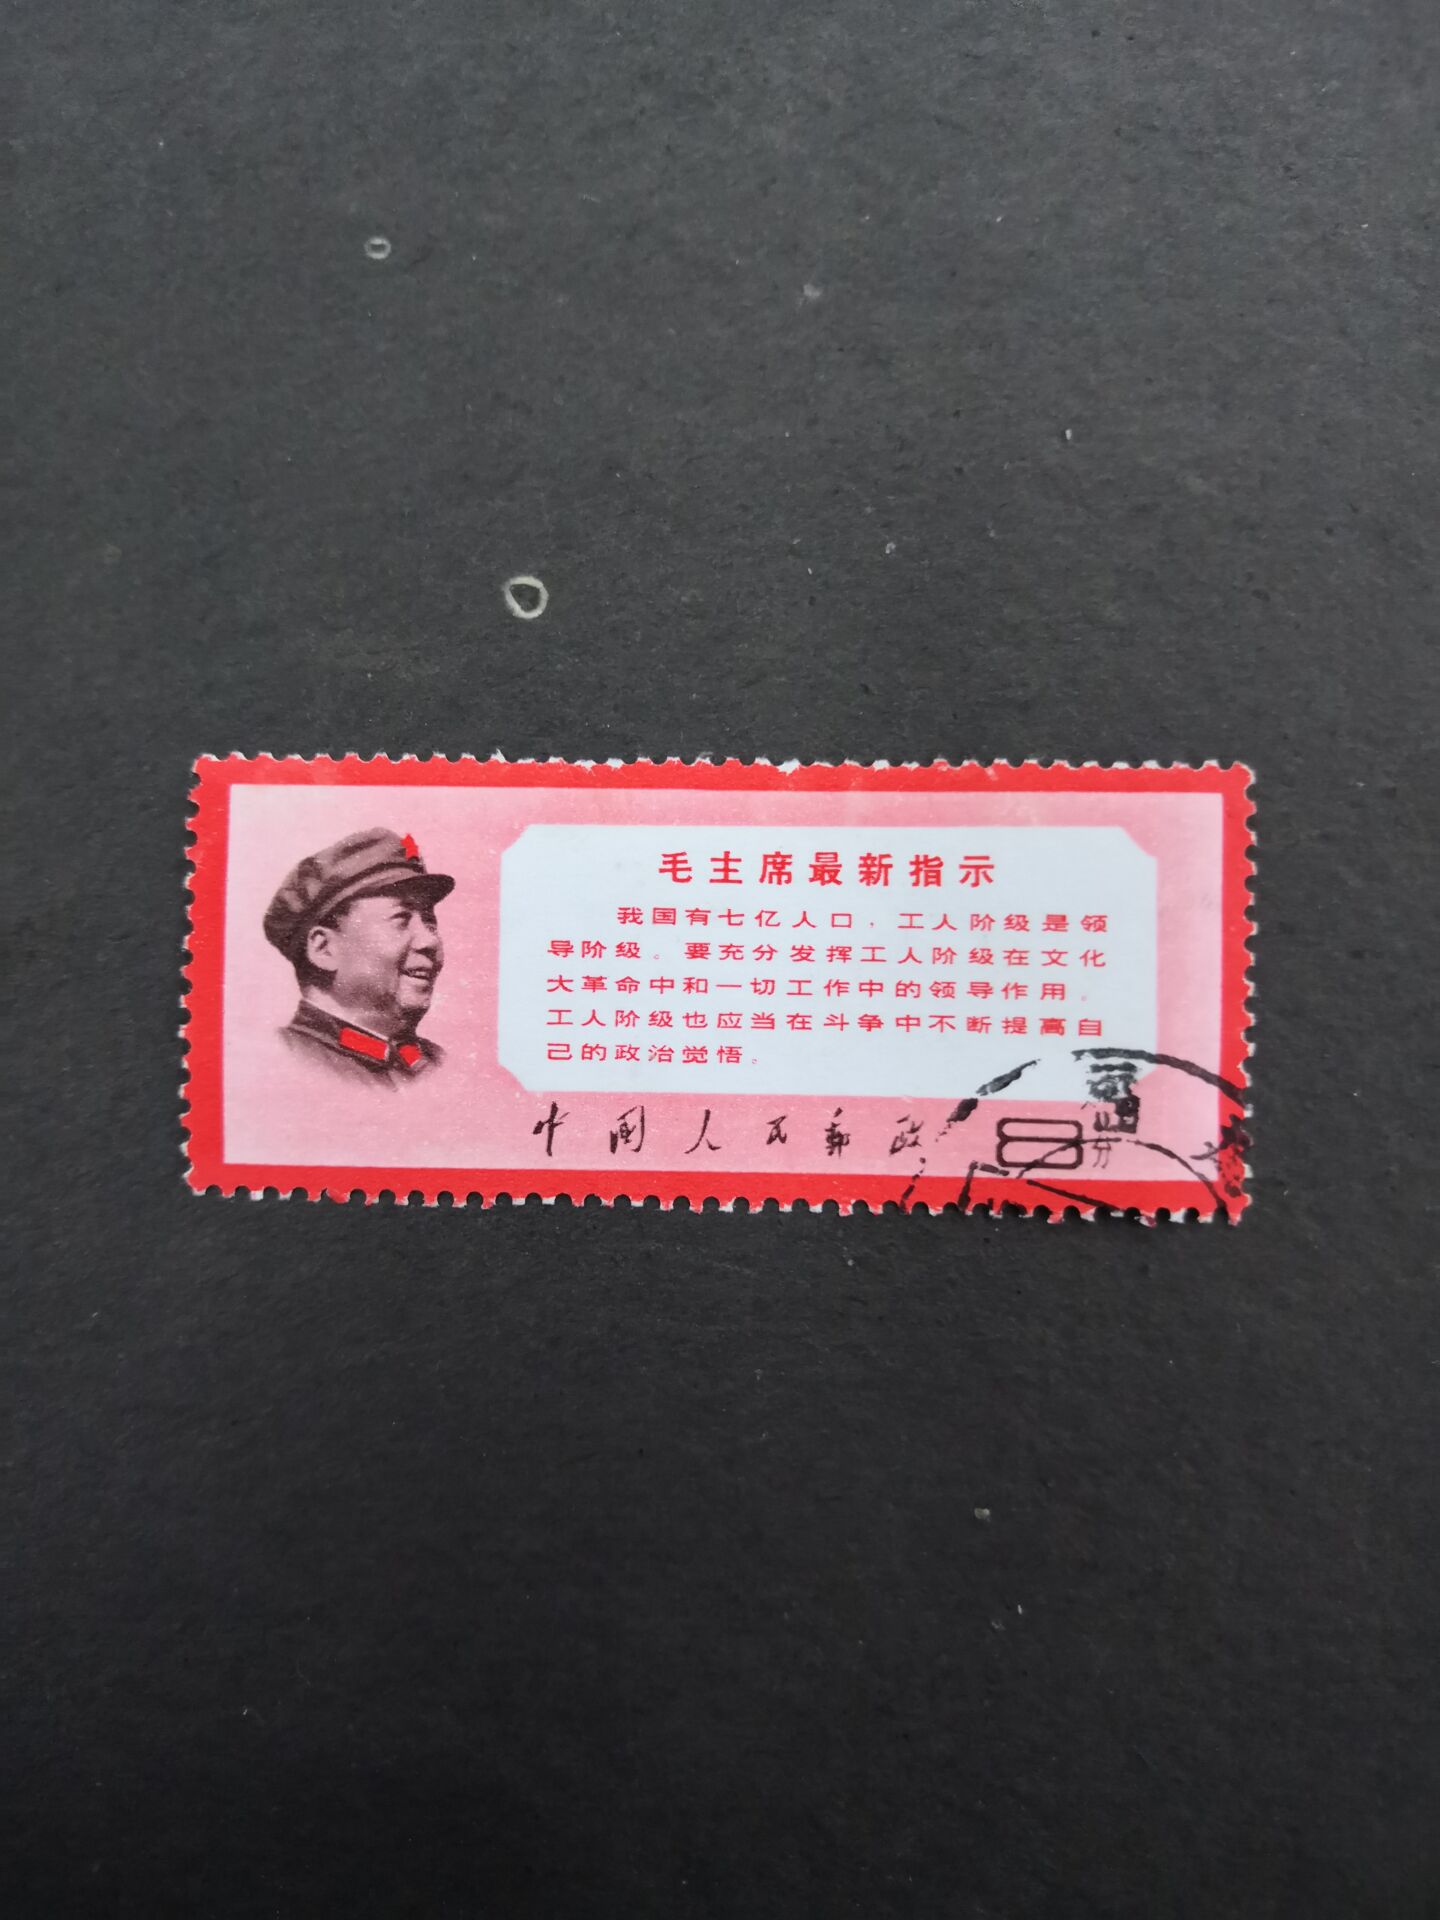 毛主席最新指示
我国有七亿人口，工人阶级是领
导阶级。要充分发挥工人阶级在文化
大革命中和一切工作中的领导作用。
工人阶级也应当在斗争中不断提高自
己的政治觉悟。
中国人民邮政 8分